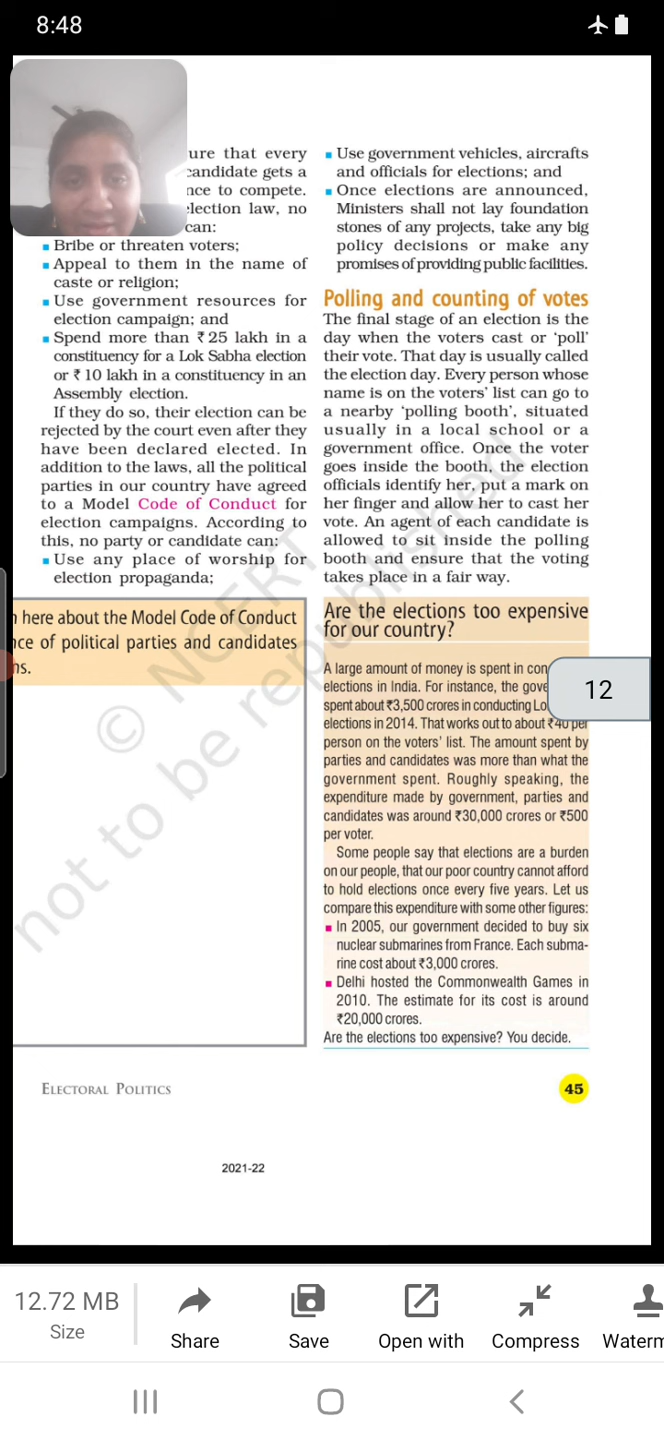 8:48
ure that every
candidate gets a
nce to compete.
election law, no
can:
▪ Bribe or threaten voters;
▪ Appeal to them in the name of
caste or religion;
▪ Use government resources for
election campaign; and
▪ Spend more than ₹ 25 lakh in a
constituency for a Lok Sabha election
or ₹ 10 lakh in a constituency in an
Assembly election.
If they do so, their election can be
rejected by the court even after they
have been declared elected. In
addition to the laws, all the political
parties in our country have agreed
to a Model Code of Conduct for
election campaigns. According to
this, no party or candidate can:
▪ Use any place of worship for
election propaganda;
here about the Model Code of Conduct
nce of political parties and candidates
ns.
▪ Use government vehicles, aircrafts
and officials for elections; and
▪ Once elections are announced,
Ministers shall not lay foundation
stones of any projects, take any big
policy decisions or make any
promises of providing public facilities.
Polling and counting of votes
The final stage of an election is the
day when the voters cast or ‘poll’
their vote. That day is usually called
the election day. Every person whose
name is on the voters’ list can go to
a nearby ‘polling booth’, situated
usually in a local school or a
government office. Once the voter
goes inside the booth, the election
officials identify her, put a mark on
her finger and allow her to cast her
vote. An agent of each candidate is
allowed to sit inside the polling
booth and ensure that the voting
takes place in a fair way.
Are the elections too expensive
for our country?
A large amount of money is spent in con
elections in India. For instance, the gove
spent about ₹3,500 crores in conducting Lo
elections in 2014. That works out to about ₹40 per
person on the voters’ list. The amount spent by
parties and candidates was more than what the
government spent. Roughly speaking, the
expenditure made by government, parties and
candidates was around ₹30,000 crores or ₹500
per voter.
Some people say that elections are a burden
on our people, that our poor country cannot afford
to hold elections once every five years. Let us
compare this expenditure with some other figures:
▪ In 2005, our government decided to buy six
nuclear submarines from France. Each subma-
rine cost about ₹3,000 crores.
▪ Delhi hosted the Commonwealth Games in
2010. The estimate for its cost is around
₹20,000 crores.
Are the elections too expensive? You decide.
12
© NCERT
not to be republished
ELECTORAL POLITICS
45
2021-22
12.72 MB
Size
Share
Save
Open with
Compress
Waterm